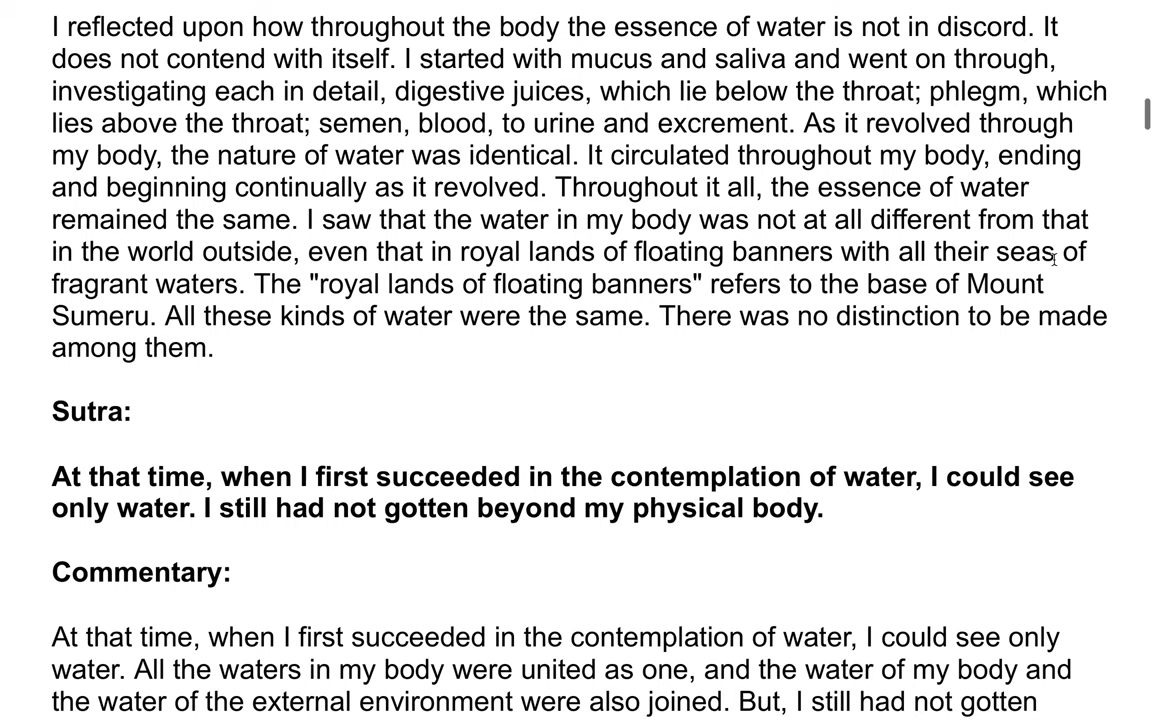 I reflected upon how throughout the body the essence of water is not in discord. It
does not contend with itself. I started with mucus and saliva and went on through,
investigating each in detail, digestive juices, which lie below the throat; phlegm, which
lies above the throat; semen, blood, to urine and excrement. As it revolved through
my body, the nature of water was identical. It circulated throughout my body, ending
and beginning continually as it revolved. Throughout it all, the essence of water
remained the same. I saw that the water in my body was not at all different from that
in the world outside, even that in royal lands of floating banners with all their seas of
fragrant waters. The "royal lands of floating banners" refers to the base of Mount
Sumeru. All these kinds of water were the same. There was no distinction to be made
among them.
Sutra:
At that time, when I first succeeded in the contemplation of water, I could see
only water. I still had not gotten beyond my physical body.
Commentary:
At that time, when I first succeeded in the contemplation of water, I could see only
water. All the waters in my body were united as one, and the water of my body and
the water of the external environment were also joined. But, I still had not gotten